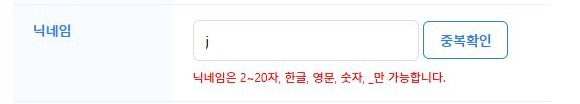 닉네임
j
중복확인
닉네임은 2~20자, 한글, 영문, 숫자, _만 가능합니다.